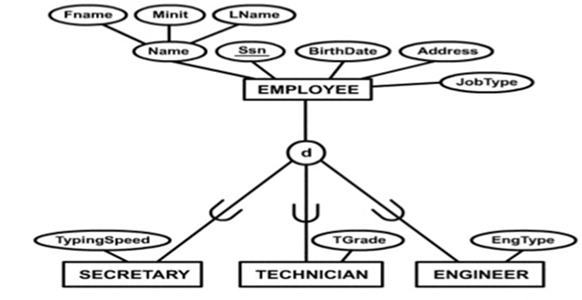 Fname Minit LName
Name Ssn BirthDate Address
EMPLOYEE JobType
d
TypingSpeed TGrade EngType
SECRETARY TECHNICIAN ENGINEER